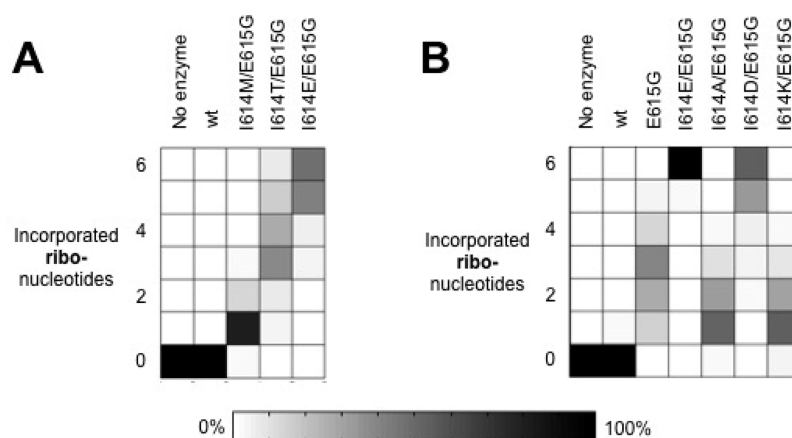 A
No enzyme
wt
I614M/E615G
I614T/E615G
I614E/E615G
6
4
2
0
Incorporated
ribo-
nucleotides
B
No enzyme
wt
E615G
I614E/E615G
I614A/E615G
I614D/E615G
I614K/E615G
6
4
2
0
Incorporated
ribo-
nucleotides
0%
100%